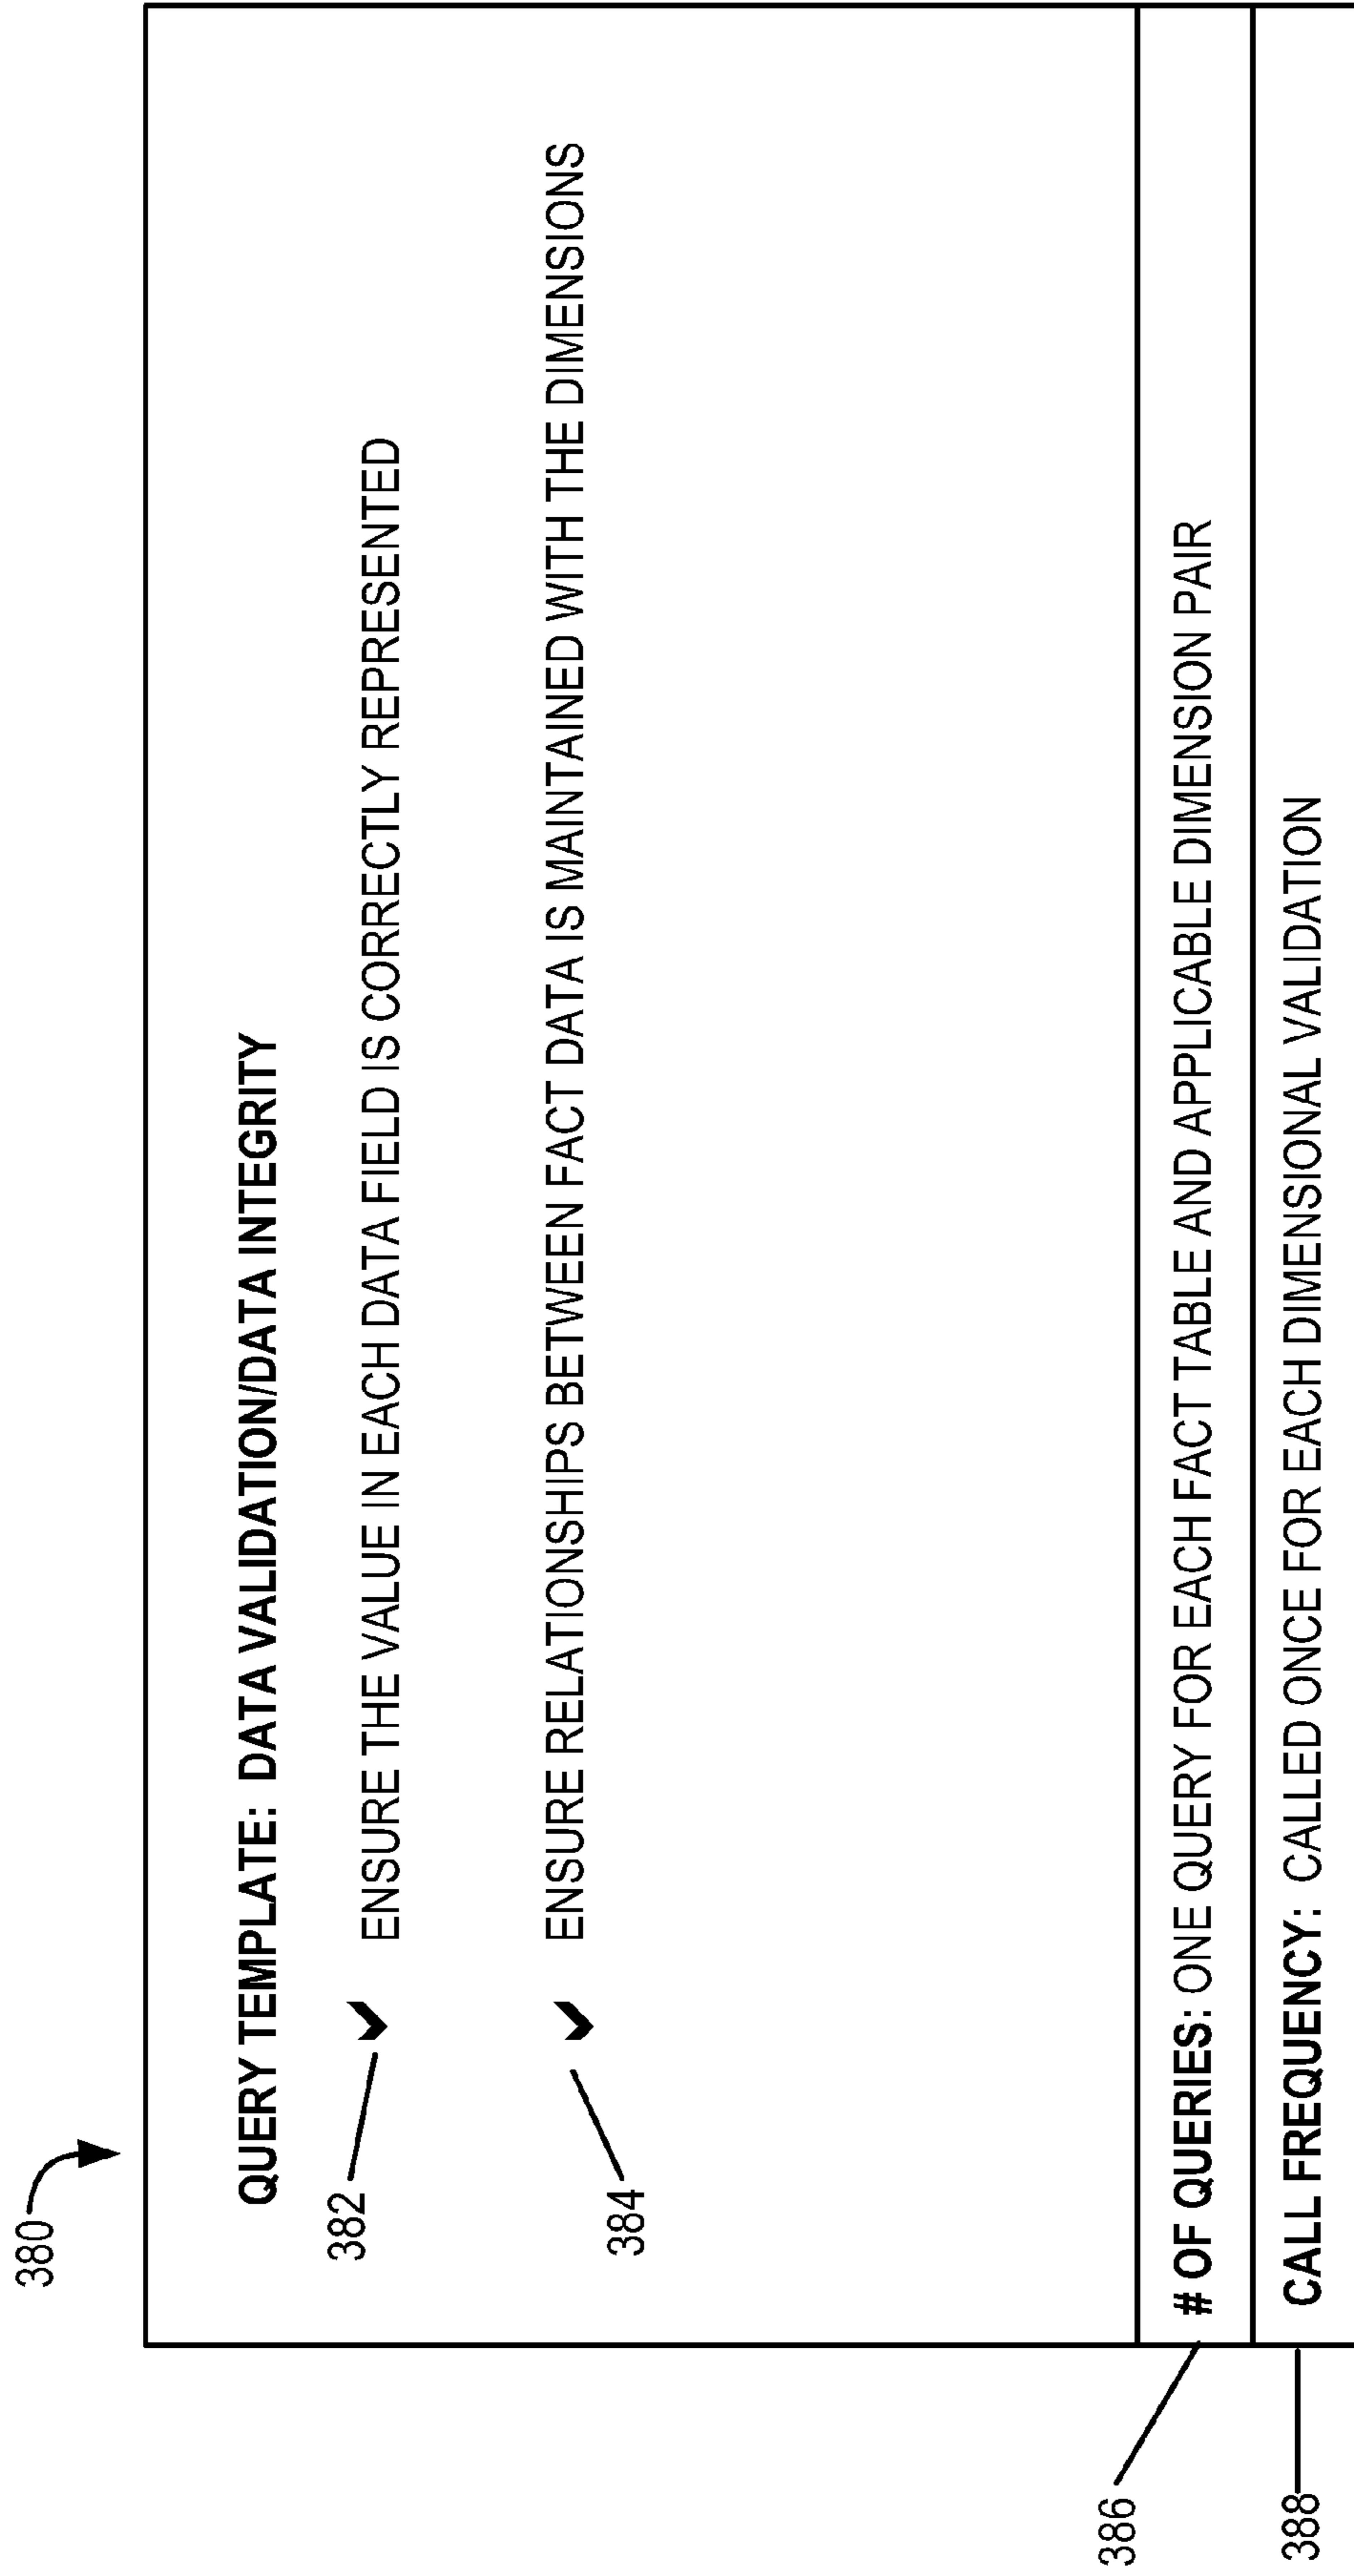 380
QUERY TEMPLATE: DATA VALIDATION/DATA INTEGRITY
382
ENSURE THE VALUE IN EACH DATA FIELD IS CORRECTLY REPRESENTED
384
ENSURE RELATIONSHIPS BETWEEN FACT DATA IS MAINTAINED WITH THE DIMENSIONS
386
# OF QUERIES: ONE QUERY FOR EACH FACT TABLE AND APPLICABLE DIMENSION PAIR
388
CALL FREQUENCY: CALLED ONCE FOR EACH DIMENSIONAL VALIDATION